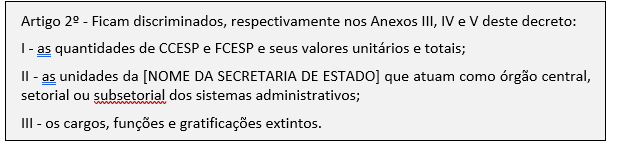 Artigo 2º - Ficam discriminados, respectivamente nos Anexos III, IV e V deste decreto:
I - as quantidades de CCESP e FCESP e seus valores unitários e totais;
II - as unidades da [NOME DA SECRETARIA DE ESTADO] que atuam como órgão central,
setorial ou subsetorial dos sistemas administrativos;
III - os cargos, funções e gratificações extintos.